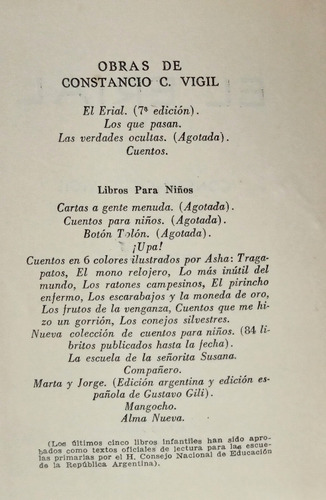 OBRAS DE
CONSTANCIO C. VIGIL
El Erial. (7ª edición).
Los que pasan.
Las verdades ocultas. (Agotada).
Cuentos.
Libros Para Niños
Cartas a gente menuda. (Agotada).
Cuentos para niños. (Agotada).
Botón Tolón. (Agotada).
¡Upa!
Cuentos en 6 colores ilustrados por Asha: Traga-
patos, El mono relojero, Lo más inútil del
mundo, Los ratones campesinos, El pirincho
enfermo, Los escarabajos y la moneda de oro,
Los frutos de la venganza, Cuentos que me hi-
zo un gorrión, Los conejos silvestres.
Nueva colección de cuentos para niños. (84 li-
britos publicados hasta la fecha).
La escuela de la señorita Susana.
Compañero.
Marta y Jorge. (Edición argentina y edición es-
pañola de Gustavo Gili).
Mangocho.
Alma Nueva.
(Los últimos cinco libros infantiles han sido apro-
bados como textos oficiales de lectura para las escue-
las primarias por el H. Consejo Nacional de Educación
de la República Argentina).